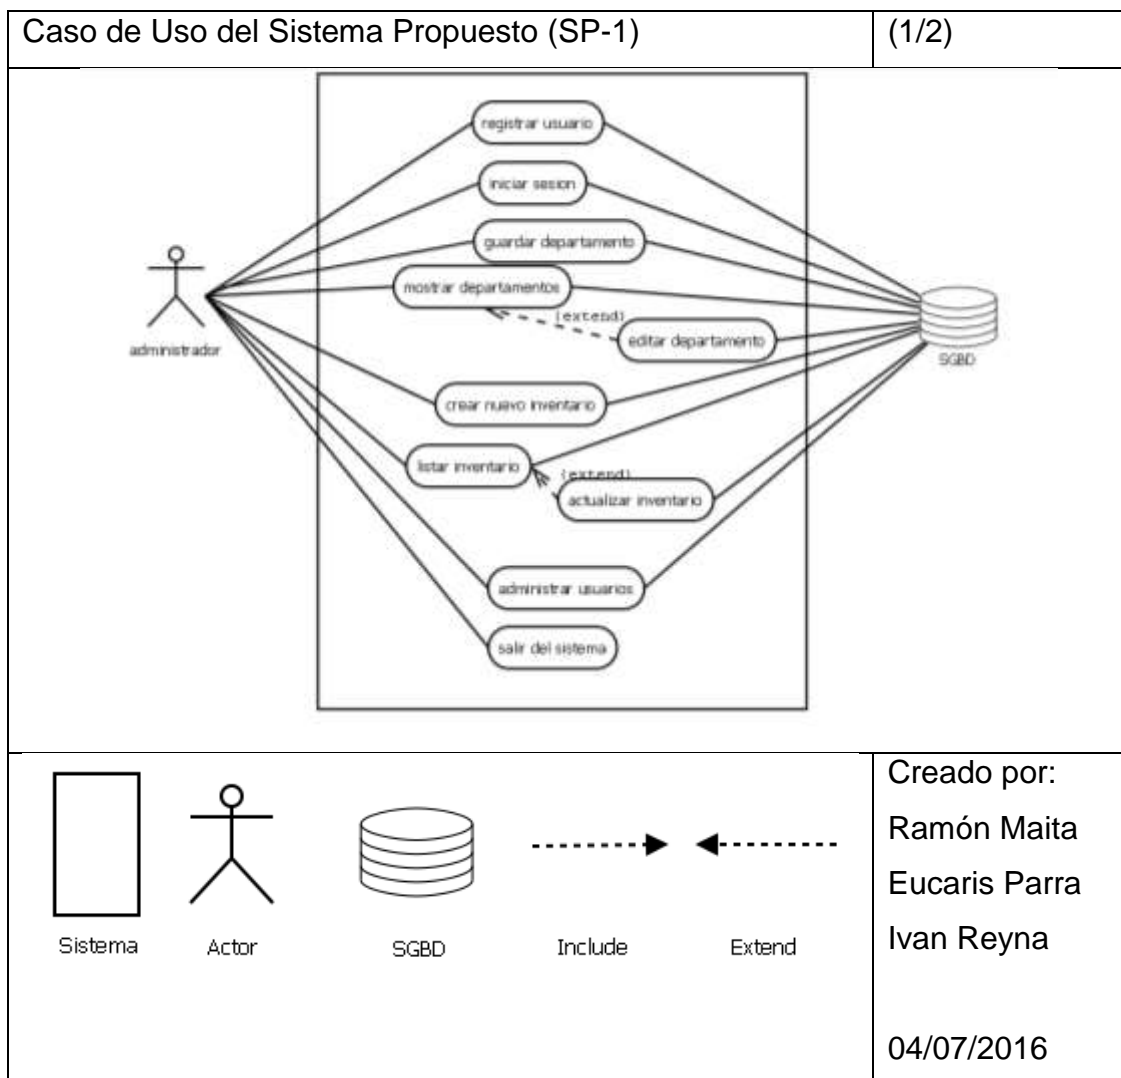 Caso de Uso del Sistema Propuesto (SP-1)
(1/2)
registrar usuario
iniciar sesion
guardar departamento
mostrar departamentos
{extend}
editar departamento
administrador
SGBD
crear nuevo inventario
listar inventario
{extend}
actualizar inventario
administrar usuarios
salir del sistema
Sistema
Actor
SGBD
Include
Extend
Creado por:
Ramón Maita
Eucaris Parra
Ivan Reyna
04/07/2016